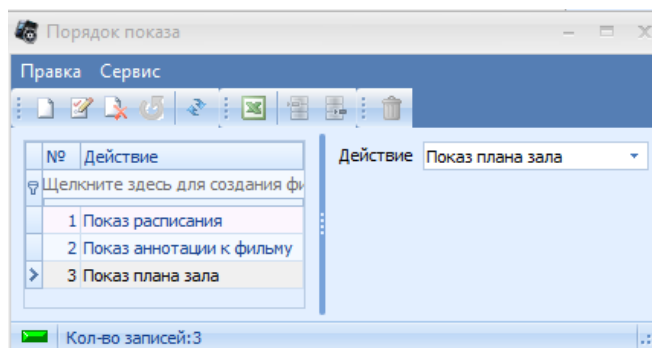 Порядок показа
Правка Сервис
№ Действие
Щелкните здесь для создания фи
1 Показ расписания
2 Показ аннотации к фильму
3 Показ плана зала
Действие Показ плана зала
Кол-во записей:3